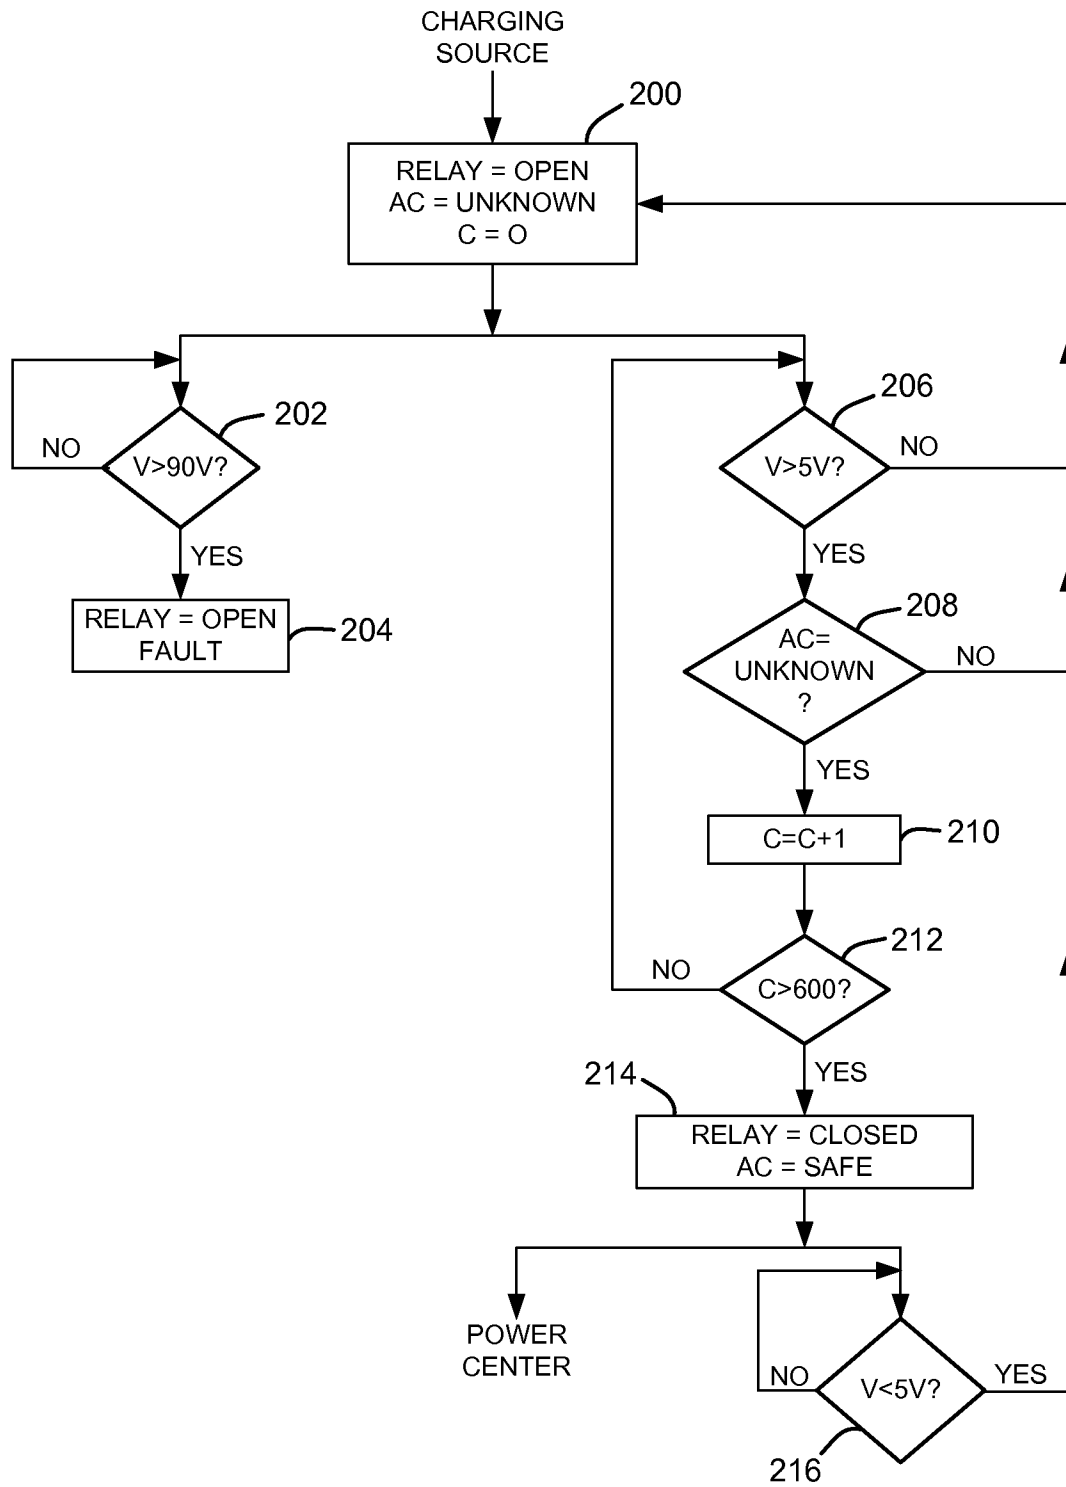 CHARGING
SOURCE
200
RELAY = OPEN
AC = UNKNOWN
C = O
202
NO
V>90V?
YES
RELAY = OPEN
FAULT
204
206
V>5V?
NO
YES
208
AC=
UNKNOWN
?
NO
YES
C=C+1
210
212
NO
C>600?
YES
214
RELAY = CLOSED
AC = SAFE
POWER
CENTER
NO
V<5V?
YES
216